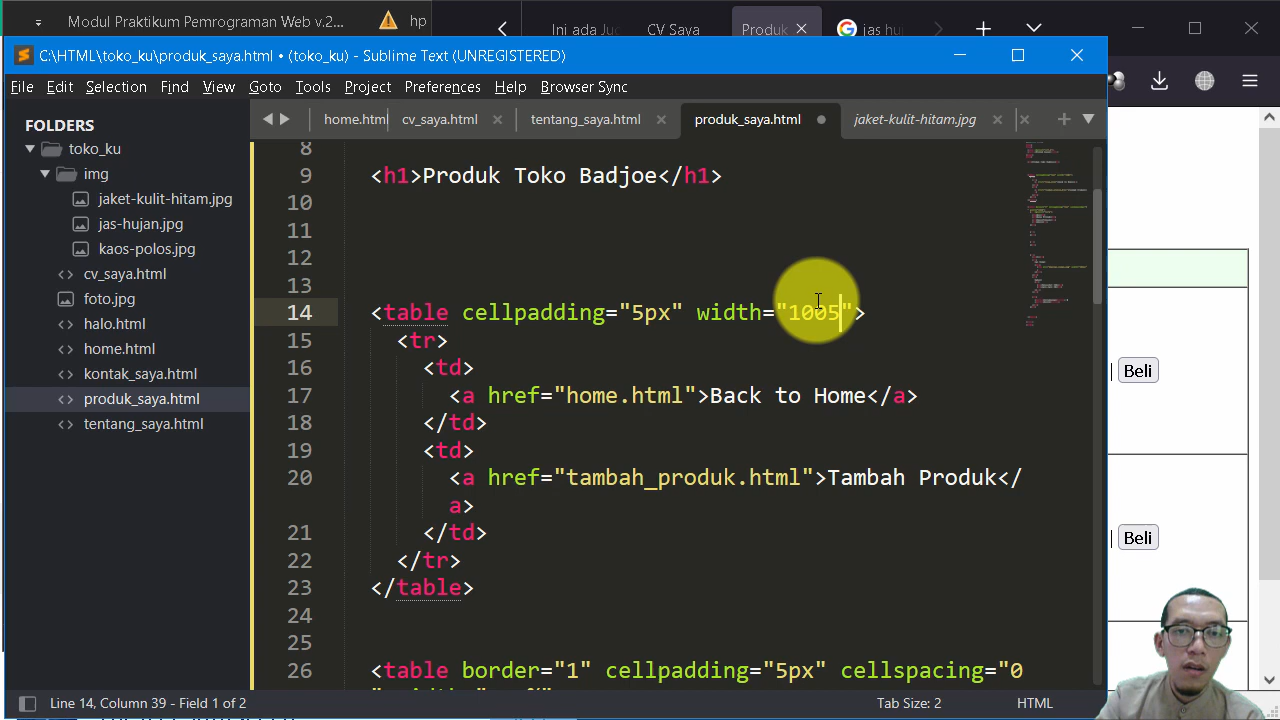 Modul Praktikum Pemrograman Web v.2...
hp
Ini ada Jud
CV Saya
Produk
jas hu
C:\HTML\toko_ku\produk_saya.html • (toko_ku) - Sublime Text (UNREGISTERED)
File Edit Selection Find View Goto Tools Project Preferences Help Browser Sync
FOLDERS
toko_ku
img
jaket-kulit-hitam.jpg
jas-hujan.jpg
kaos-polos.jpg
cv_saya.html
foto.jpg
halo.html
home.html
kontak_saya.html
produk_saya.html
tentang_saya.html
home.html
cv_saya.html
tentang_saya.html
produk_saya.html
jaket-kulit-hitam.jpg
8
9 <h1>Produk Toko Badjoe</h1>
10
11
12
13
14 <table cellpadding="5px" width="1005">
15 <tr>
16 <td>
17 <a href="home.html">Back to Home</a>
18 </td>
19 <td>
20 <a href="tambah_produk.html">Tambah Produk</
a>
21 </td>
22 </tr>
23 </table>
24
25
26 <table border="1" cellpadding="5px" cellspacing="0
Beli
Beli
Line 14, Column 39 - Field 1 of 2
Tab Size: 2
HTML